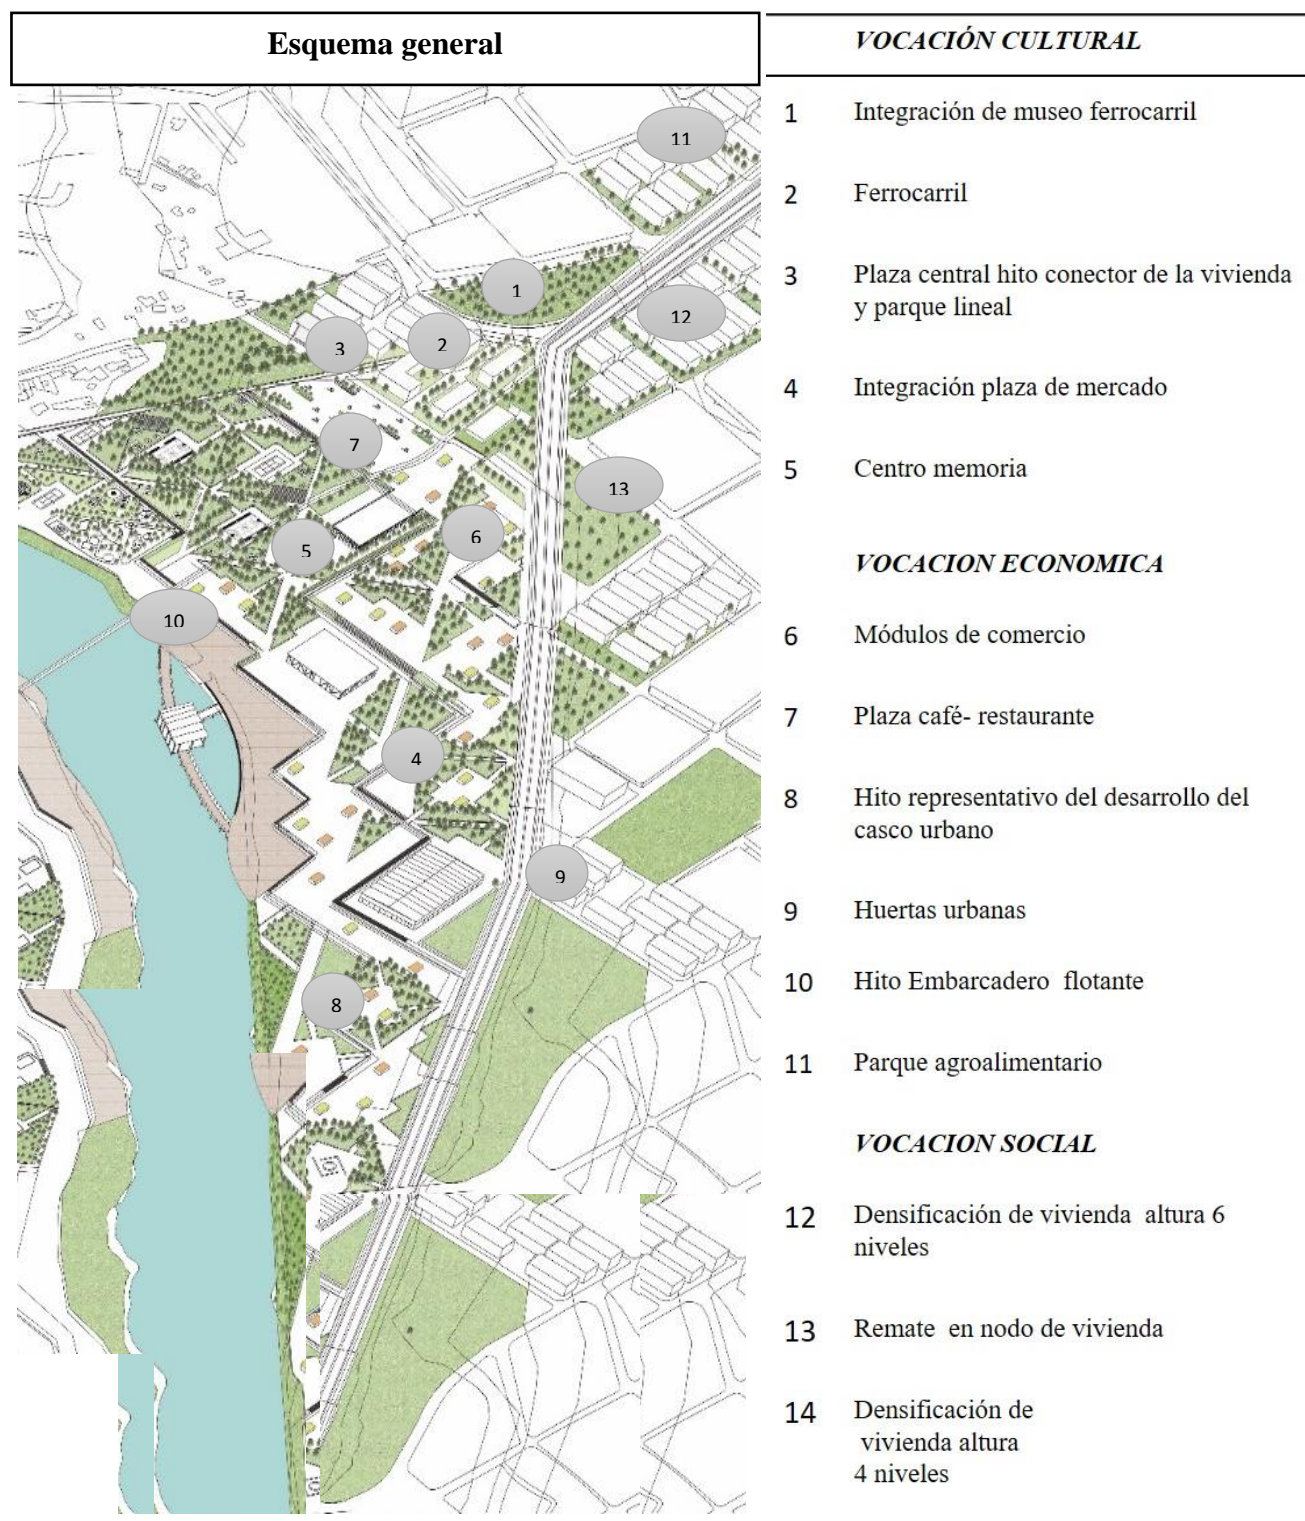 Esquema general
11
1
12
2
3
7
13
6
5
10
4
9
8
VOCACIÓN CULTURAL
1 Integración de museo ferrocarril
2 Ferrocarril
3 Plaza central hito conector de la vivienda
y parque lineal
4 Integración plaza de mercado
5 Centro memoria
VOCACION ECONOMICA
6 Módulos de comercio
7 Plaza café- restaurante
8 Hito representativo del desarrollo del
casco urbano
9 Huertas urbanas
10 Hito Embarcadero flotante
11 Parque agroalimentario
VOCACION SOCIAL
12 Densificación de vivienda altura 6
niveles
13 Remate en nodo de vivienda
14 Densificación de
vivienda altura
4 niveles